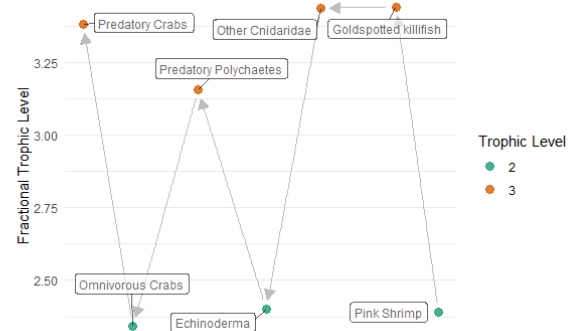 Predatory Crabs
Other Cnidaridae
Goldspotted killifish
Predatory Polychaetes
3.25
3.00
2.75
2.50
Fractional Trophic Level
Omnivorous Crabs
Echinoderma
Pink Shrimp
Trophic Level
2
3